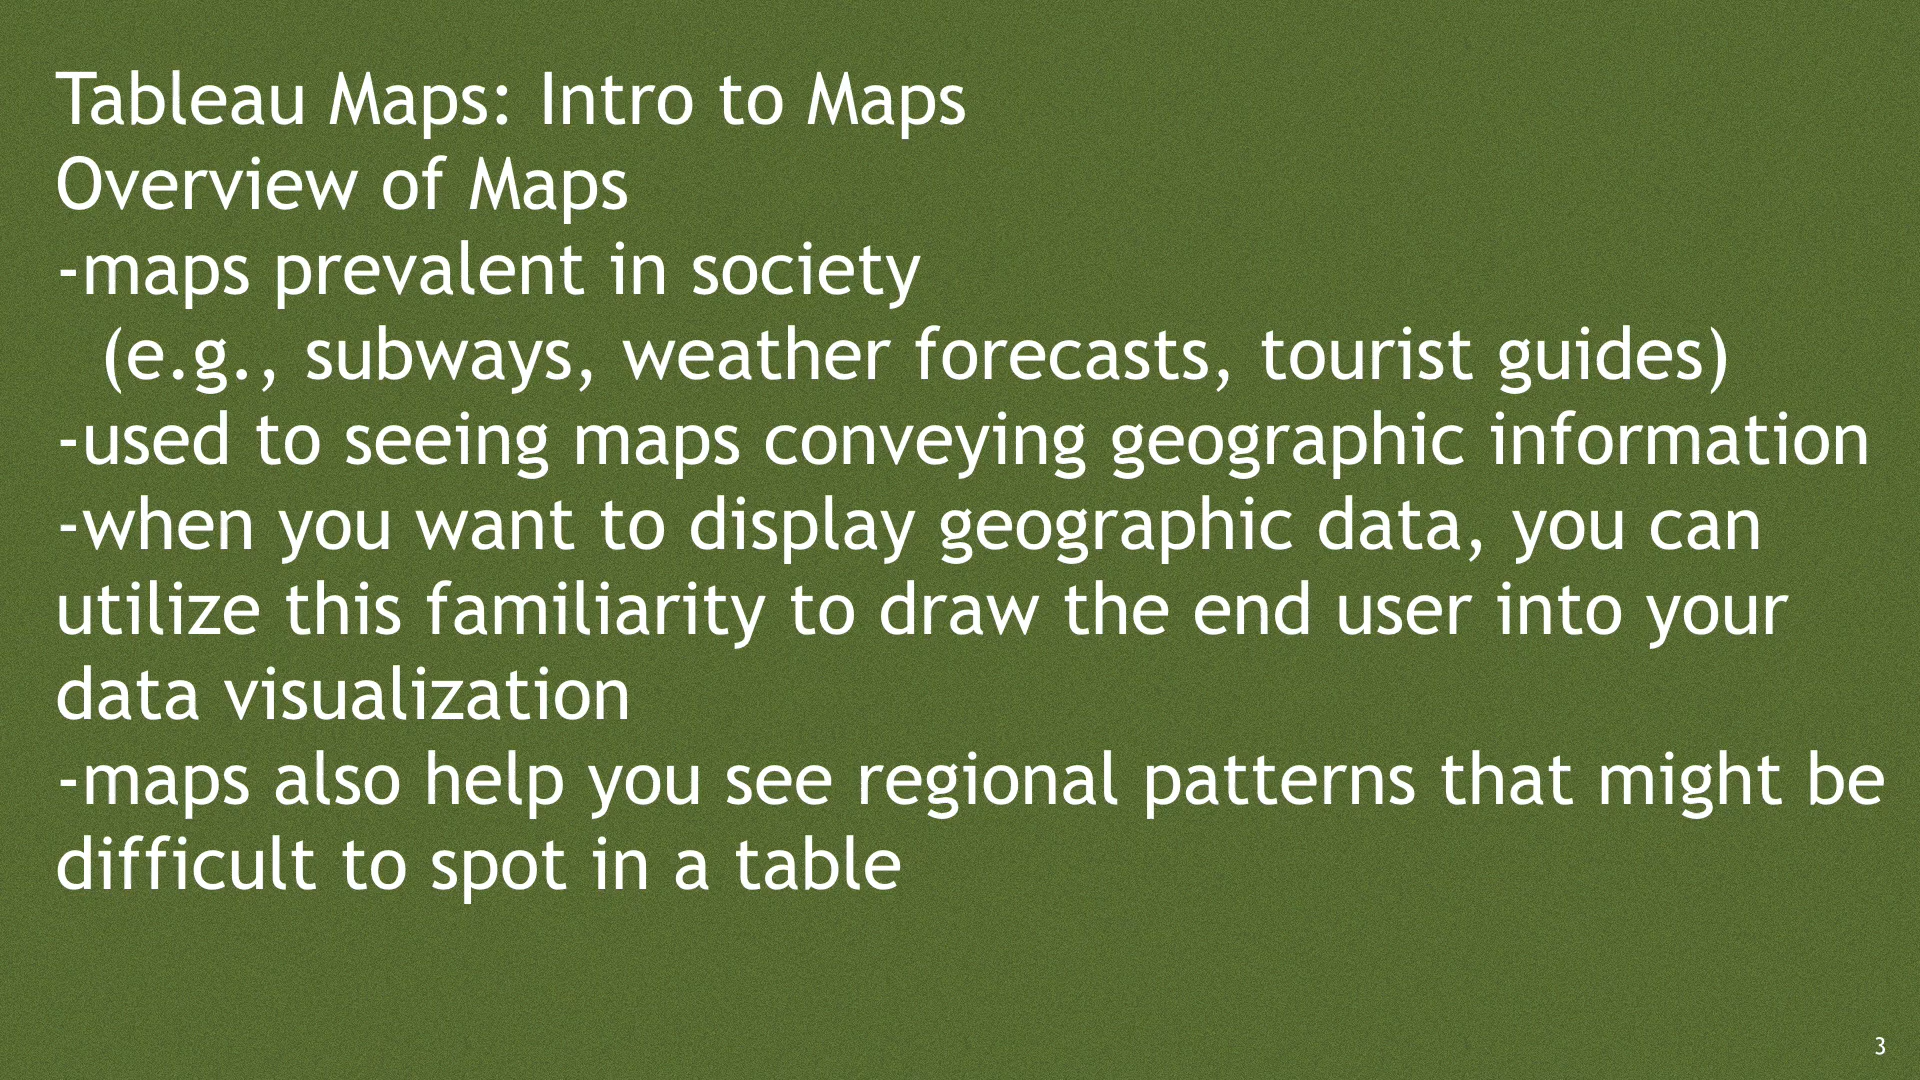 Tableau Maps: Intro to Maps
Overview of Maps
-maps prevalent in society
(e.g., subways, weather forecasts, tourist guides)
-used to seeing maps conveying geographic information
-when you want to display geographic data, you can
utilize this familiarity to draw the end user into your
data visualization
-maps also help you see regional patterns that might be
difficult to spot in a table
3